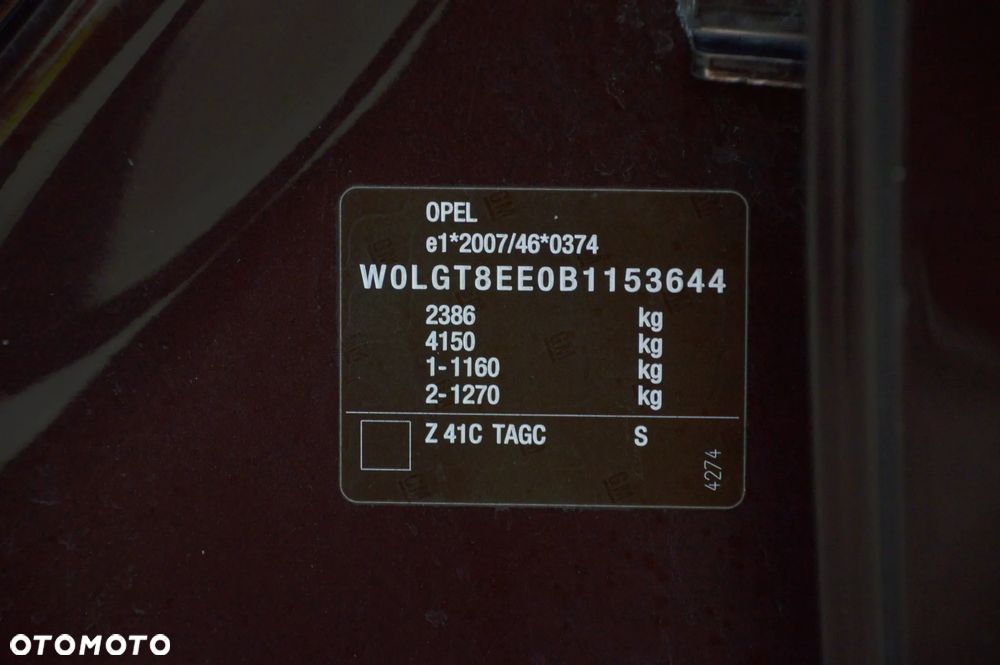 OPEL
e1*2007/46*0374
W0LGT8EE0B1153644
2386 kg
4150 kg
1-1160 kg
2-1270 kg
Z 41C TAGC S
4274
OTOMOTO